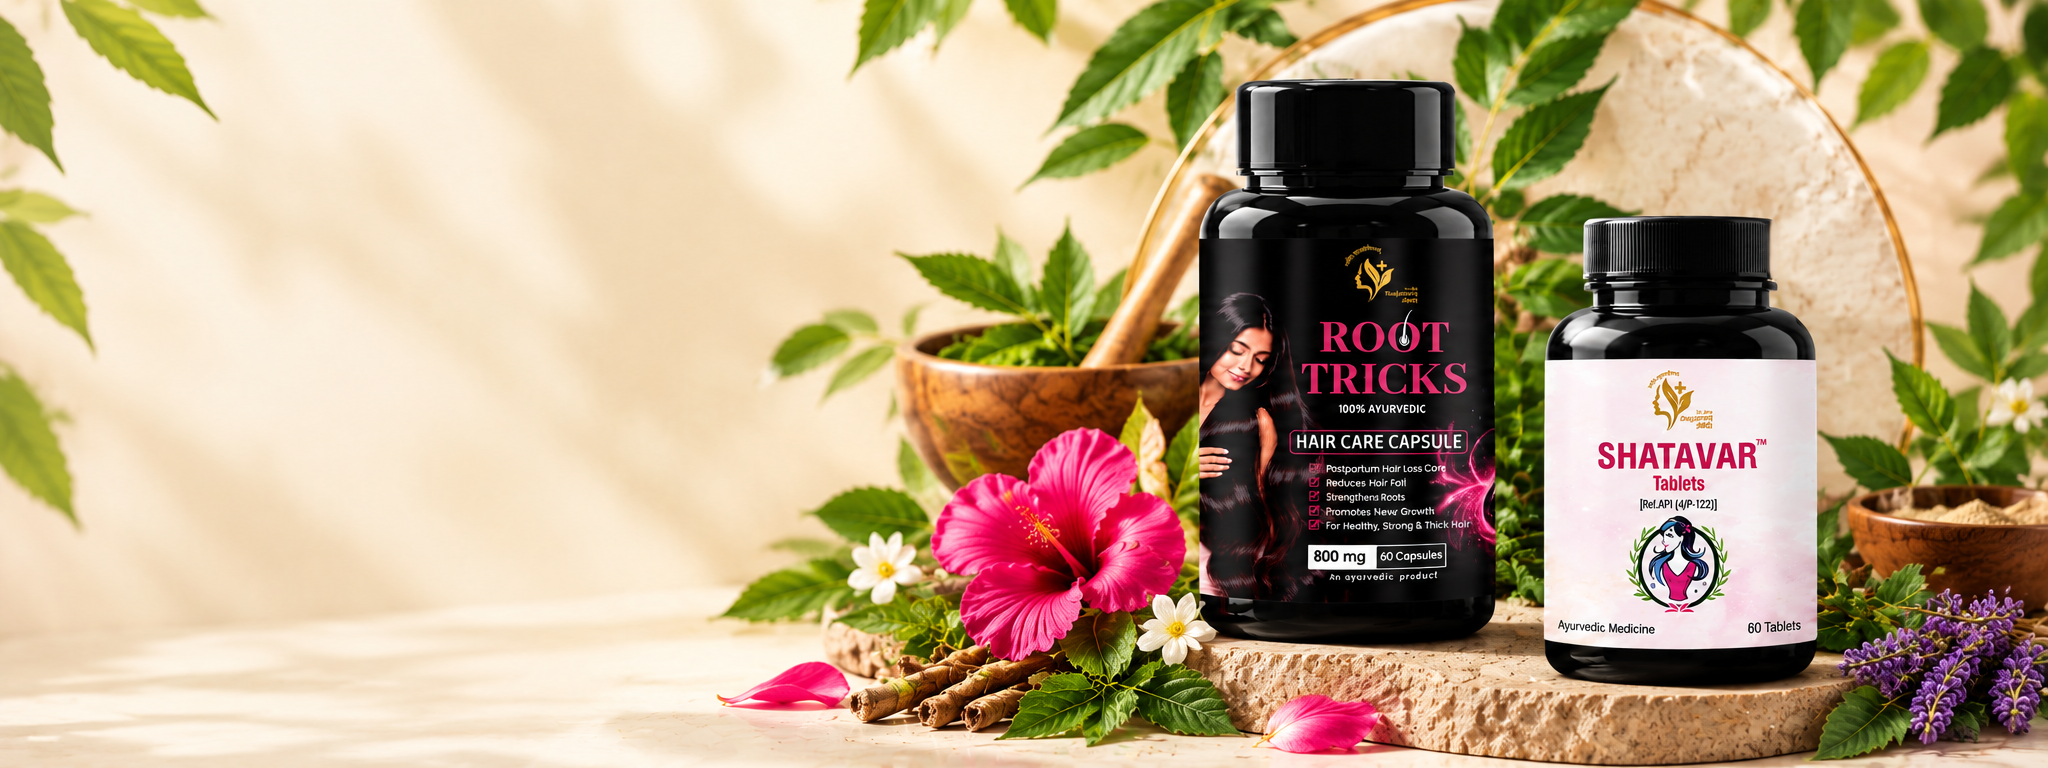 ROOT
TRICKS
100% AYURVEDIC
HAIR CARE CAPSULE
Postpartum Hair Loss Care
Reduces Hair Fall
Strengthens Roots
Promotes New Growth
For Healthy, Strong & Thick Hair
800 mg 60 Capsules
An ayurvedic product
SHATAVAR™
Tablets
[Ref.API (4/P-122)]
Ayurvedic Medicine 60 Tablets